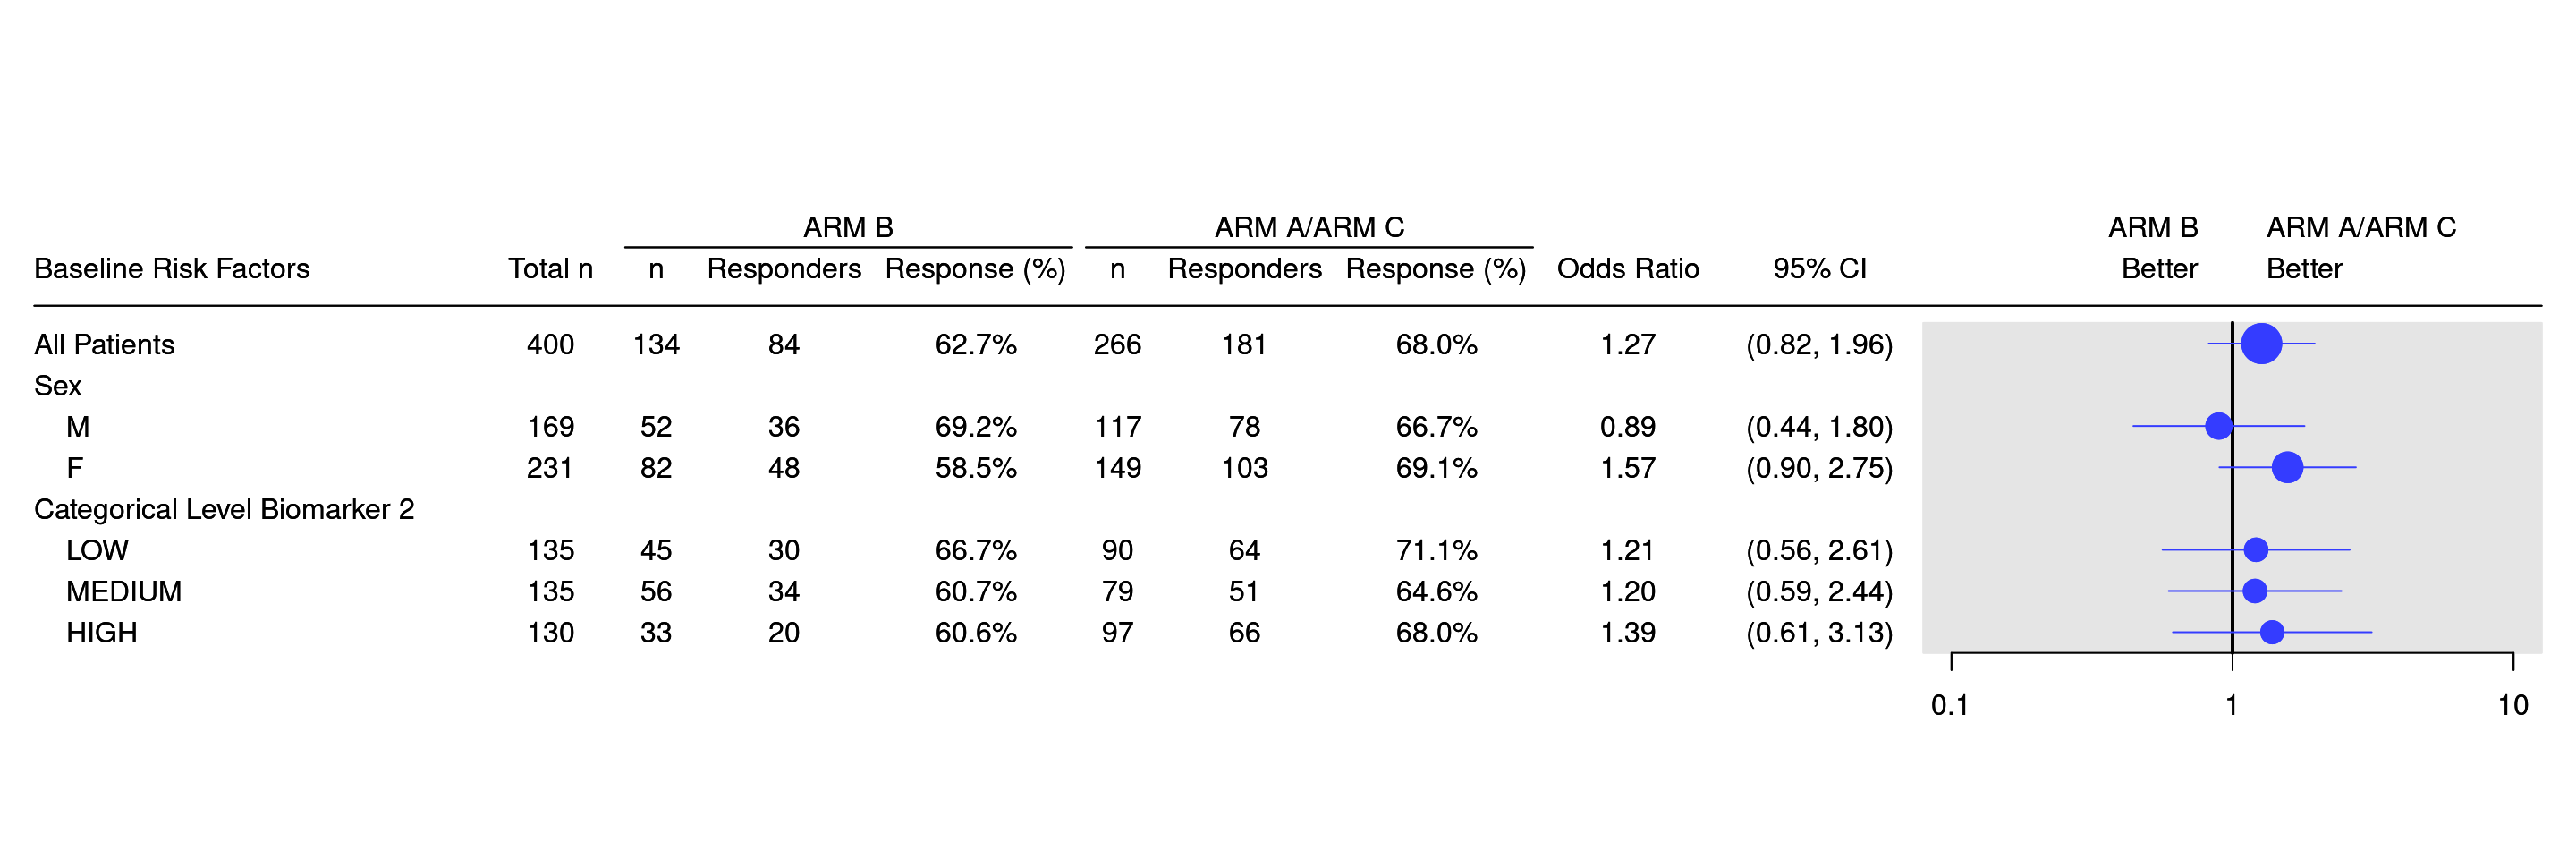 ARM B ARM A/ARM C ARM B ARM A/ARM C
Baseline Risk Factors Total n n Responders Response (%) n Responders Response (%) Odds Ratio 95% CI Better Better
All Patients 400 134 84 62.7% 266 181 68.0% 1.27 (0.82, 1.96)
Sex
M 169 52 36 69.2% 117 78 66.7% 0.89 (0.44, 1.80)
F 231 82 48 58.5% 149 103 69.1% 1.57 (0.90, 2.75)
Categorical Level Biomarker 2
LOW 135 45 30 66.7% 90 64 71.1% 1.21 (0.56, 2.61)
MEDIUM 135 56 34 60.7% 79 51 64.6% 1.20 (0.59, 2.44)
HIGH 130 33 20 60.6% 97 66 68.0% 1.39 (0.61, 3.13)
0.1 1 10